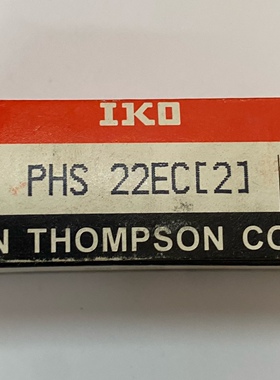 IKO
PHS 22EC[2]
N THOMPSON CO